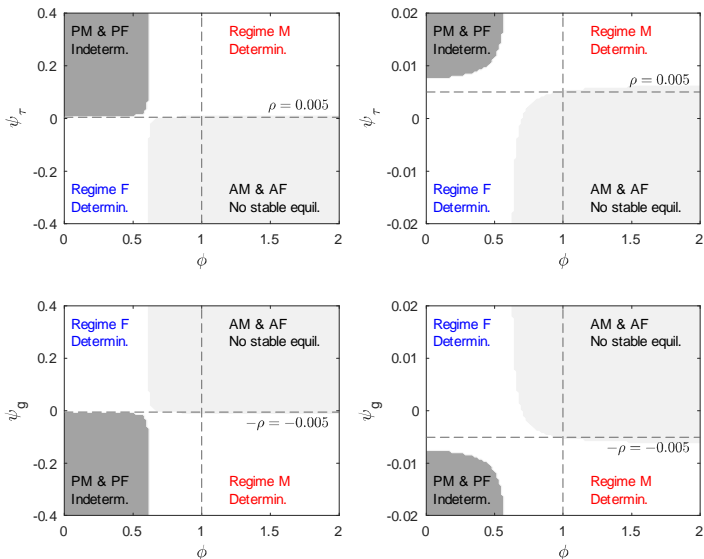 0.4
0.2
0
-0.2
-0.4
ψτ
PM & PF
Indeterm.
Regime M
Determin.
ρ = 0.005
Regime F
Determin.
AM & AF
No stable equil.
0
0.5
1
1.5
2
ϕ
0.02
0.01
0
-0.01
-0.02
ψτ
PM & PF
Indeterm.
Regime M
Determin.
ρ = 0.005
Regime F
Determin.
AM & AF
No stable equil.
0
0.5
1
1.5
2
ϕ
0.4
0.2
0
-0.2
-0.4
ψg
Regime F
Determin.
AM & AF
No stable equil.
−ρ = −0.005
PM & PF
Indeterm.
Regime M
Determin.
0
0.5
1
1.5
2
ϕ
0.02
0.01
0
-0.01
-0.02
ψg
Regime F
Determin.
AM & AF
No stable equil.
−ρ = −0.005
PM & PF
Indeterm.
Regime M
Determin.
0
0.5
1
1.5
2
ϕ